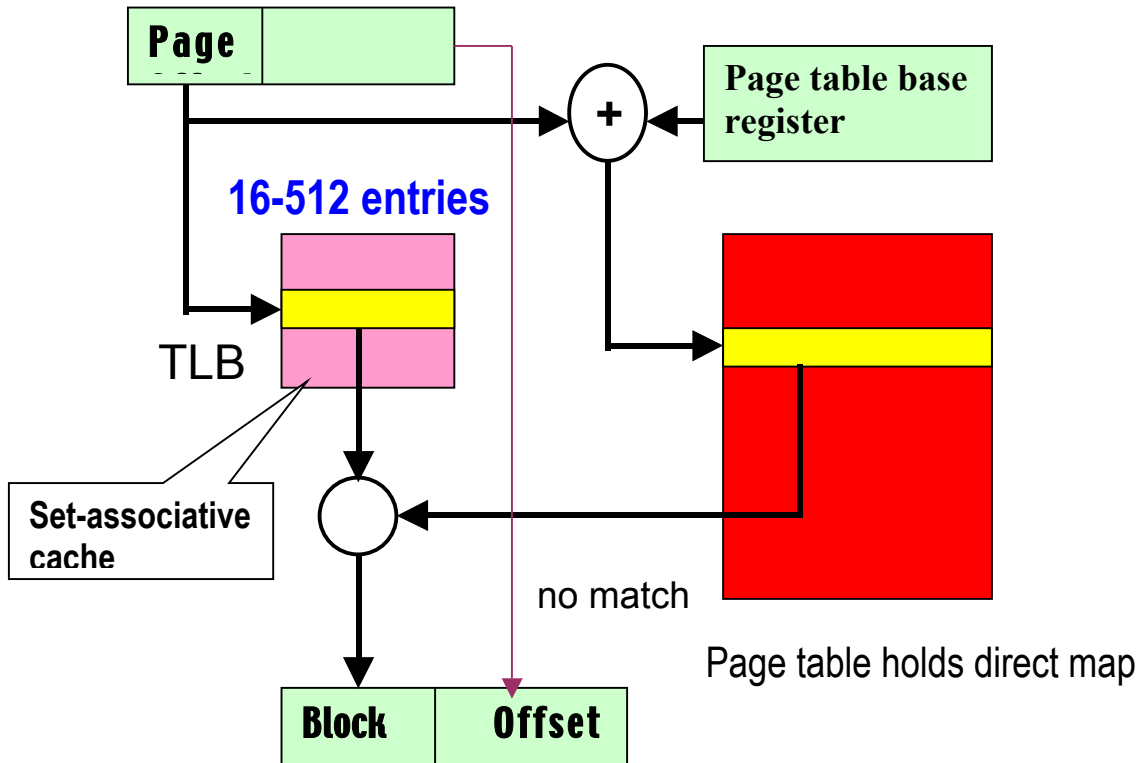 Page
Page table base
register
+
16-512 entries
TLB
Set-associative
cache
no match
Page table holds direct map
Block Offset